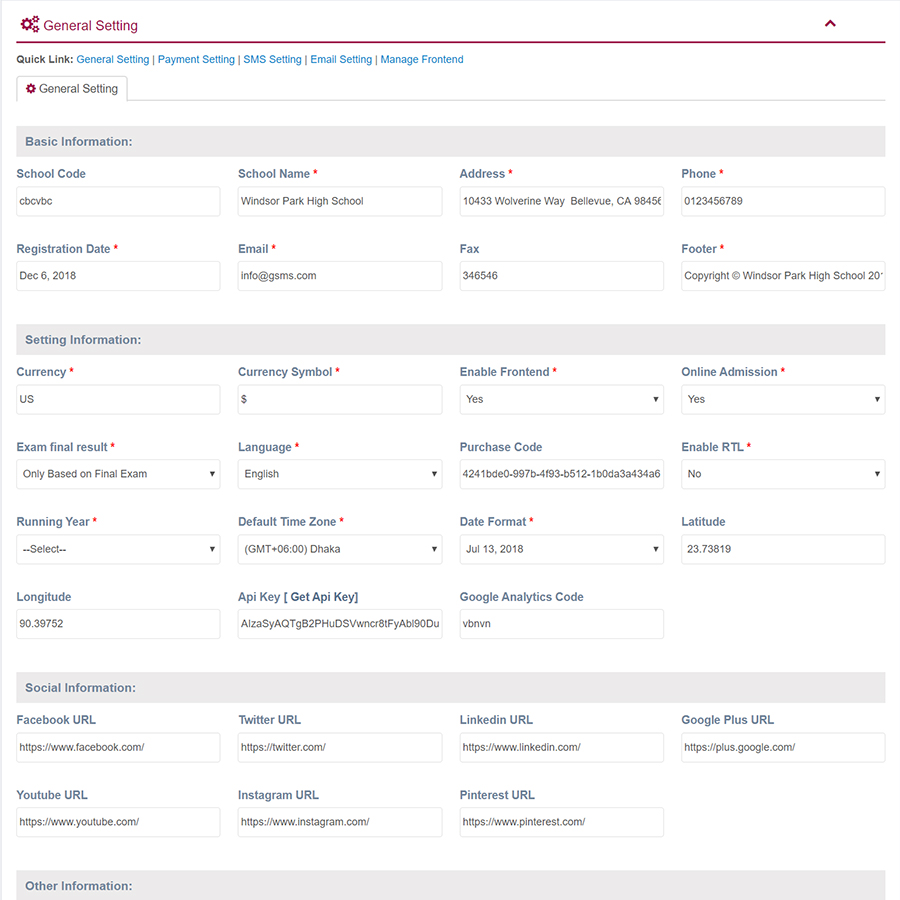 General Setting
Quick Link: General Setting | Payment Setting | SMS Setting | Email Setting | Manage Frontend
General Setting
Basic Information:
School Code School Name * Address * Phone *
cbcvbc Windsor Park High School 10433 Wolverine Way Bellevue, CA 98456 0123456789
Registration Date * Email * Fax Footer *
Dec 6, 2018 info@gsms.com 346546 Copyright © Windsor Park High School 20
Setting Information:
Currency * Currency Symbol * Enable Frontend * Online Admission *
US $ Yes Yes
Exam final result * Language * Purchase Code Enable RTL *
Only Based on Final Exam English 4241bde0-997b-4f93-b512-1b0da3a434a6 No
Running Year * Default Time Zone * Date Format * Latitude
--Select-- (GMT+06:00) Dhaka Jul 13, 2018 23.73819
Longitude Api Key [ Get Api Key] Google Analytics Code
90.39752 AIzaSyAQTgB2PHuDSVwncr8tFyAbl90Du vbnvn
Social Information:
Facebook URL Twitter URL Linkedin URL Google Plus URL
https://www.facebook.com/ https://twitter.com/ https://www.linkedin.com/ https://plus.google.com/
Youtube URL Instagram URL Pinterest URL
https://www.youtube.com/ https://www.instagram.com/ https://www.pinterest.com/
Other Information: